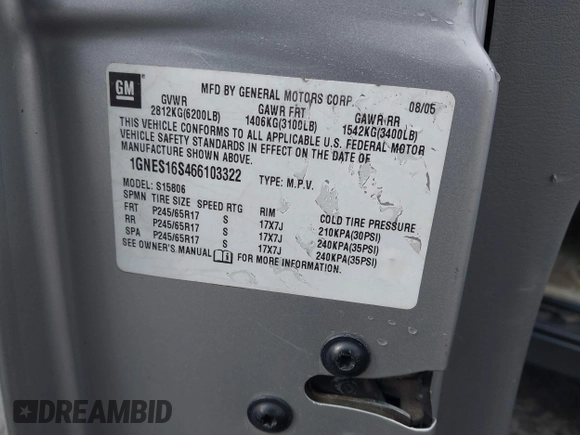 GM
MFD BY GENERAL MOTORS CORP.
08/05
GVWR GAWR FRT GAWR RR
2812KG(6200LB) 1406KG(3100LB) 1542KG(3400LB)
THIS VEHICLE CONFORMS TO ALL APPLICABLE U.S. FEDERAL MOTOR
VEHICLE SAFETY STANDARDS IN EFFECT ON THE DATE OF
MANUFACTURE SHOWN ABOVE.
1GNES16S466103322 TYPE: M.P.V.
MODEL: S15806
SPMN TIRE SIZE SPEED RTG RIM COLD TIRE PRESSURE
FRT P245/65R17 S 17X7J 210KPA(30PSI)
RR P245/65R17 S 17X7J 240KPA(35PSI)
SPA P245/65R17 S 17X7J 240KPA(35PSI)
SEE OWNER'S MANUAL FOR MORE INFORMATION.
DREAMBID